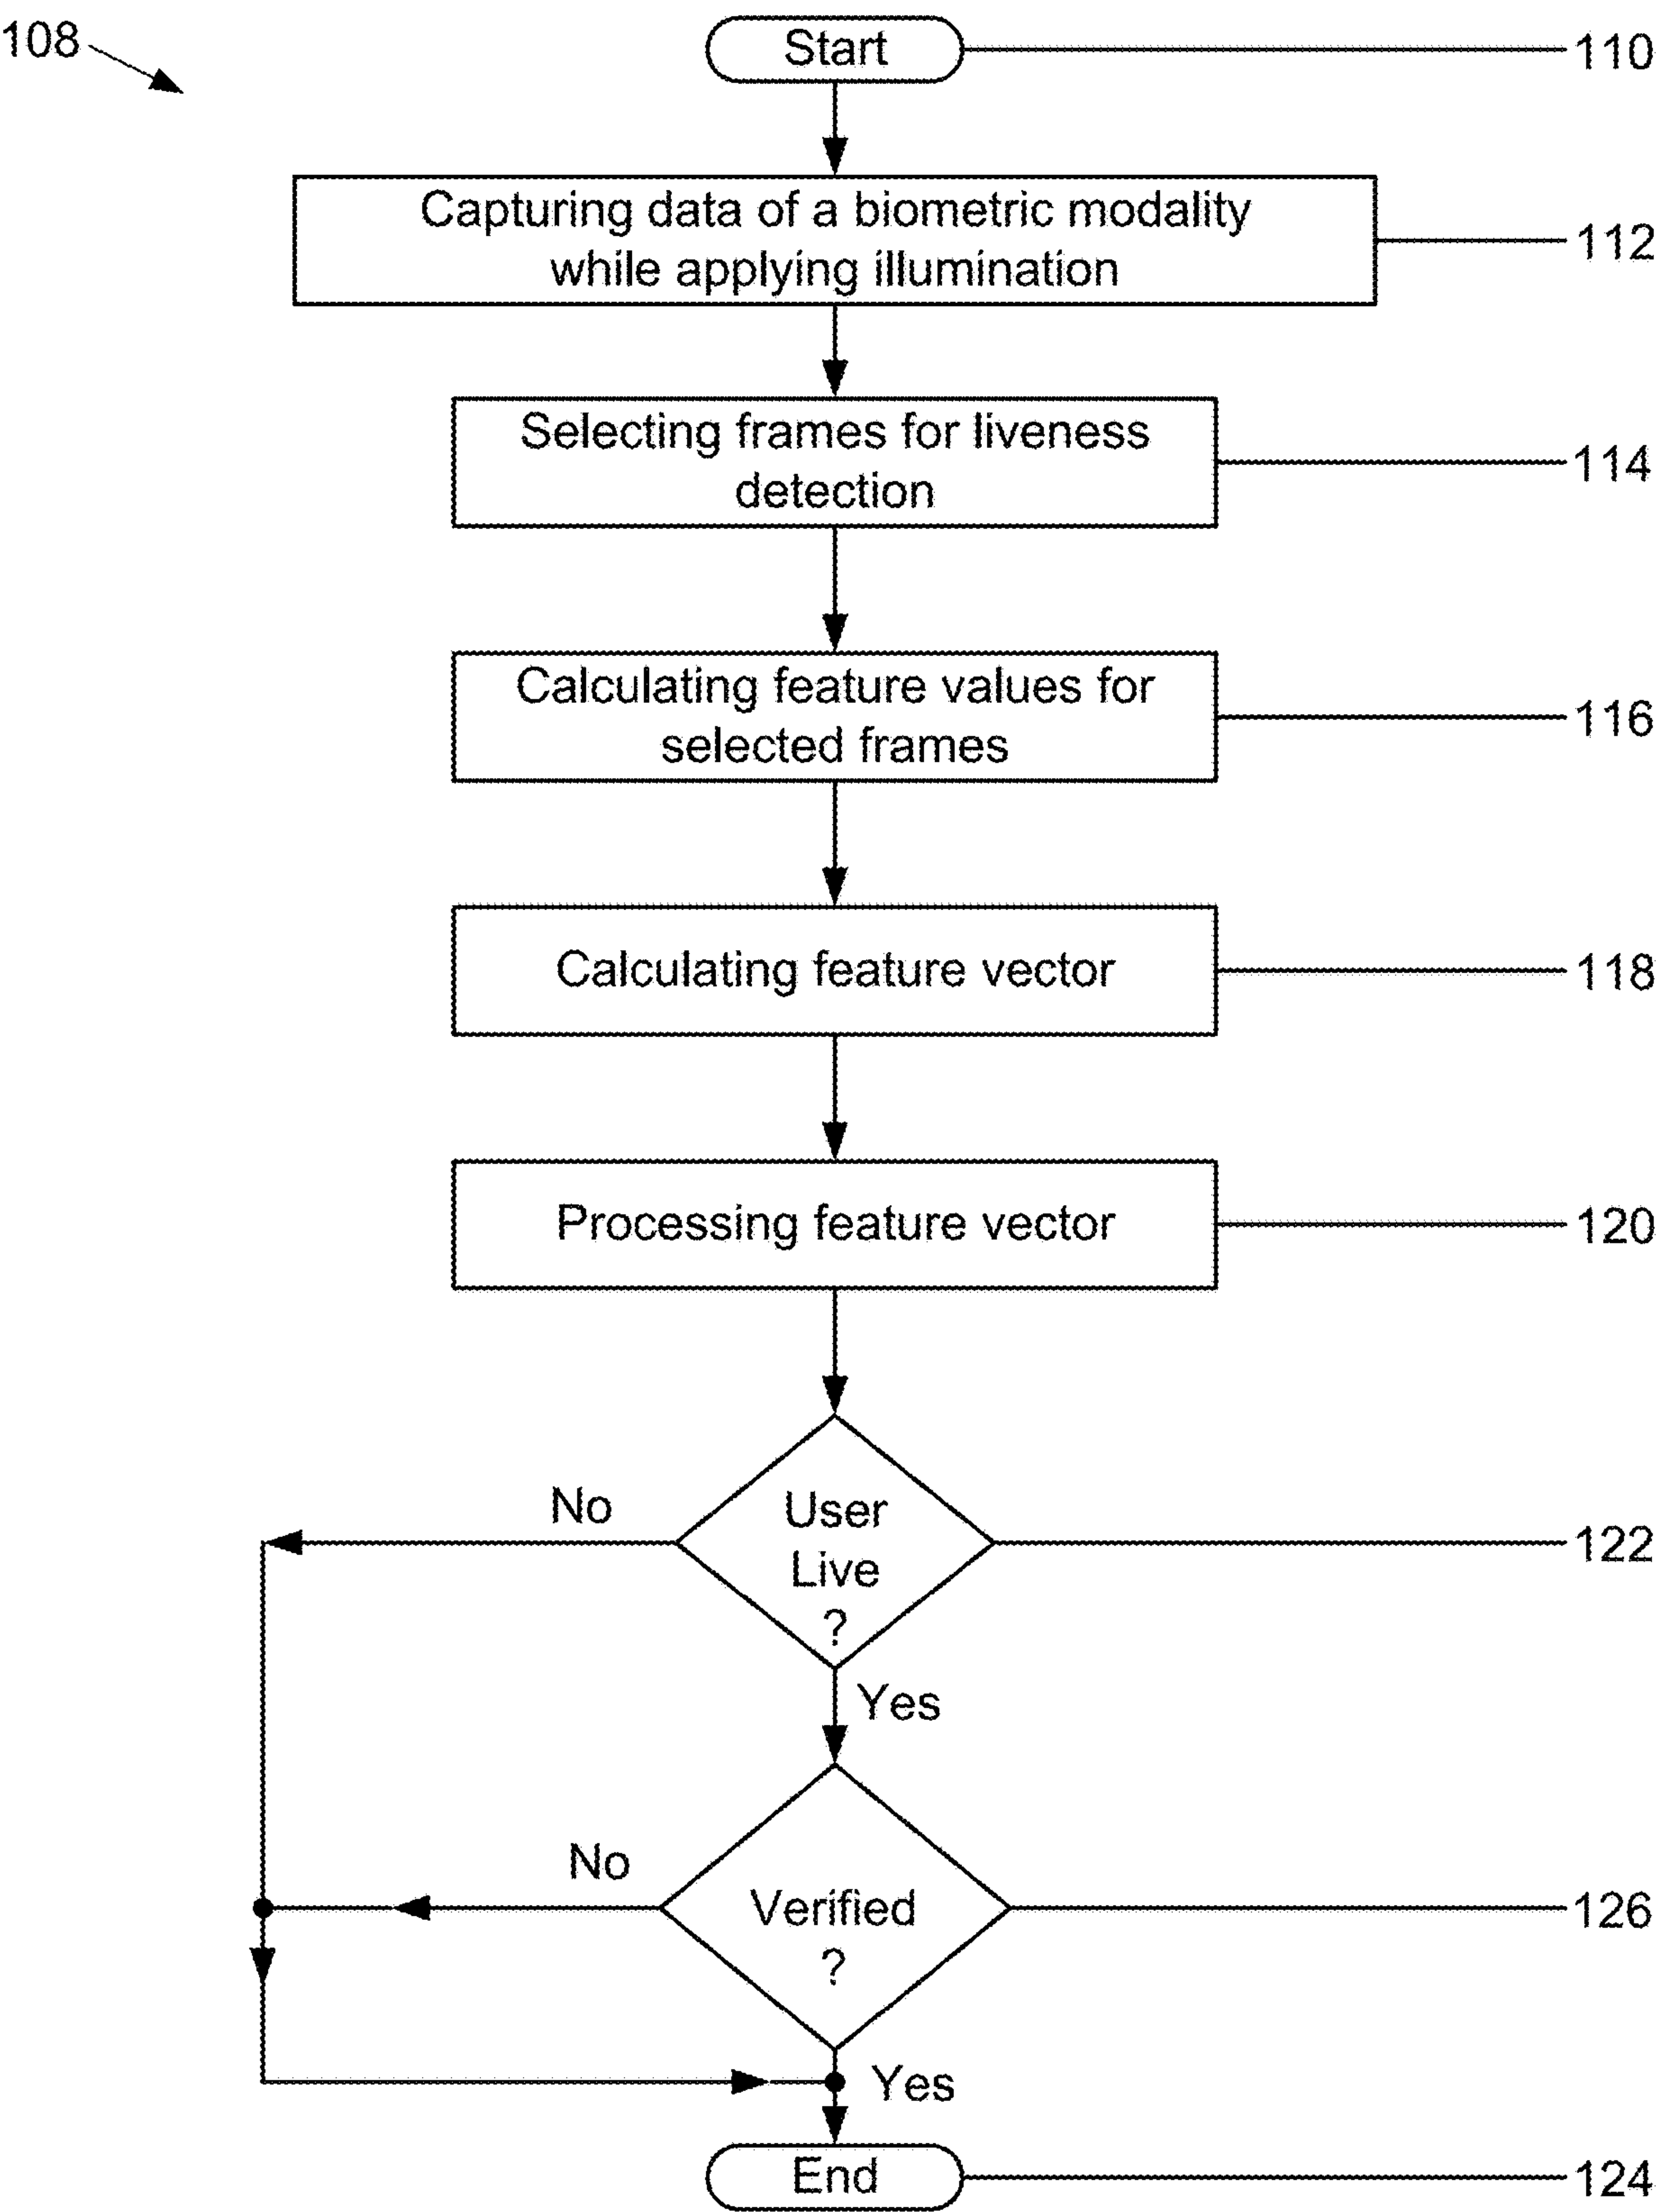 108
Start
110
Capturing data of a biometric modality
while applying illumination
112
Selecting frames for liveness
detection
114
Calculating feature values for
selected frames
116
Calculating feature vector
118
Processing feature vector
120
No
User
Live
?
122
Yes
No
Verified
?
126
Yes
End
124